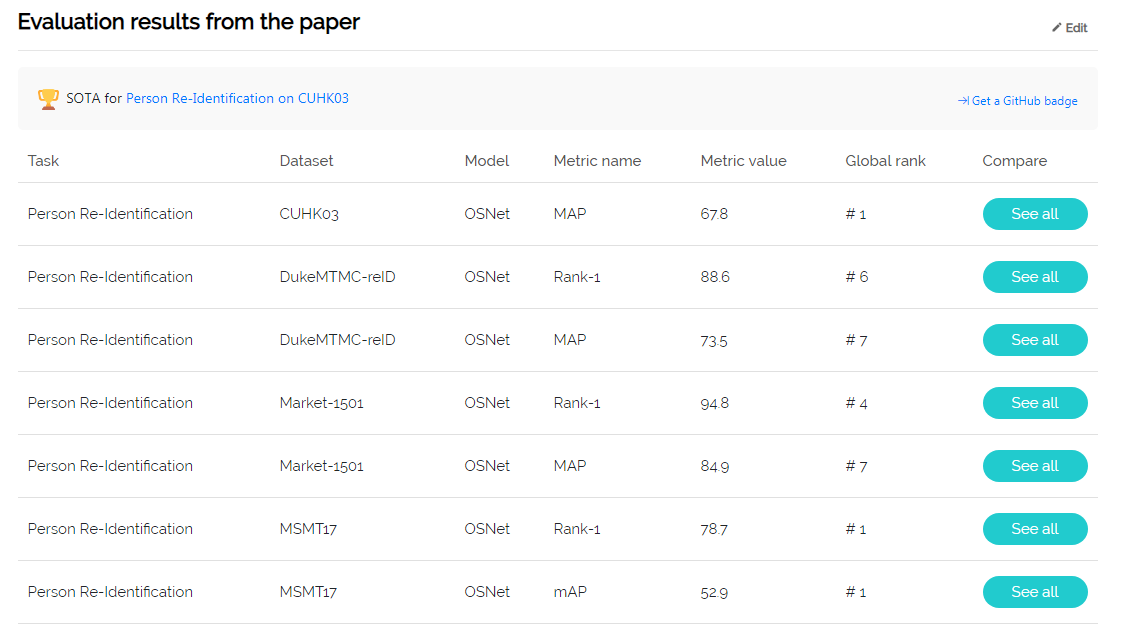 Evaluation results from the paper
Edit
SOTA for Person Re-Identification on CUHK03
Get a GitHub badge
Task Dataset Model Metric name Metric value Global rank Compare
Person Re-Identification CUHK03 OSNet MAP 67.8 # 1 See all
Person Re-Identification DukeMTMC-reID OSNet Rank-1 88.6 # 6 See all
Person Re-Identification DukeMTMC-reID OSNet MAP 73.5 # 7 See all
Person Re-Identification Market-1501 OSNet Rank-1 94.8 # 4 See all
Person Re-Identification Market-1501 OSNet MAP 84.9 # 7 See all
Person Re-Identification MSMT17 OSNet Rank-1 78.7 # 1 See all
Person Re-Identification MSMT17 OSNet mAP 52.9 # 1 See all